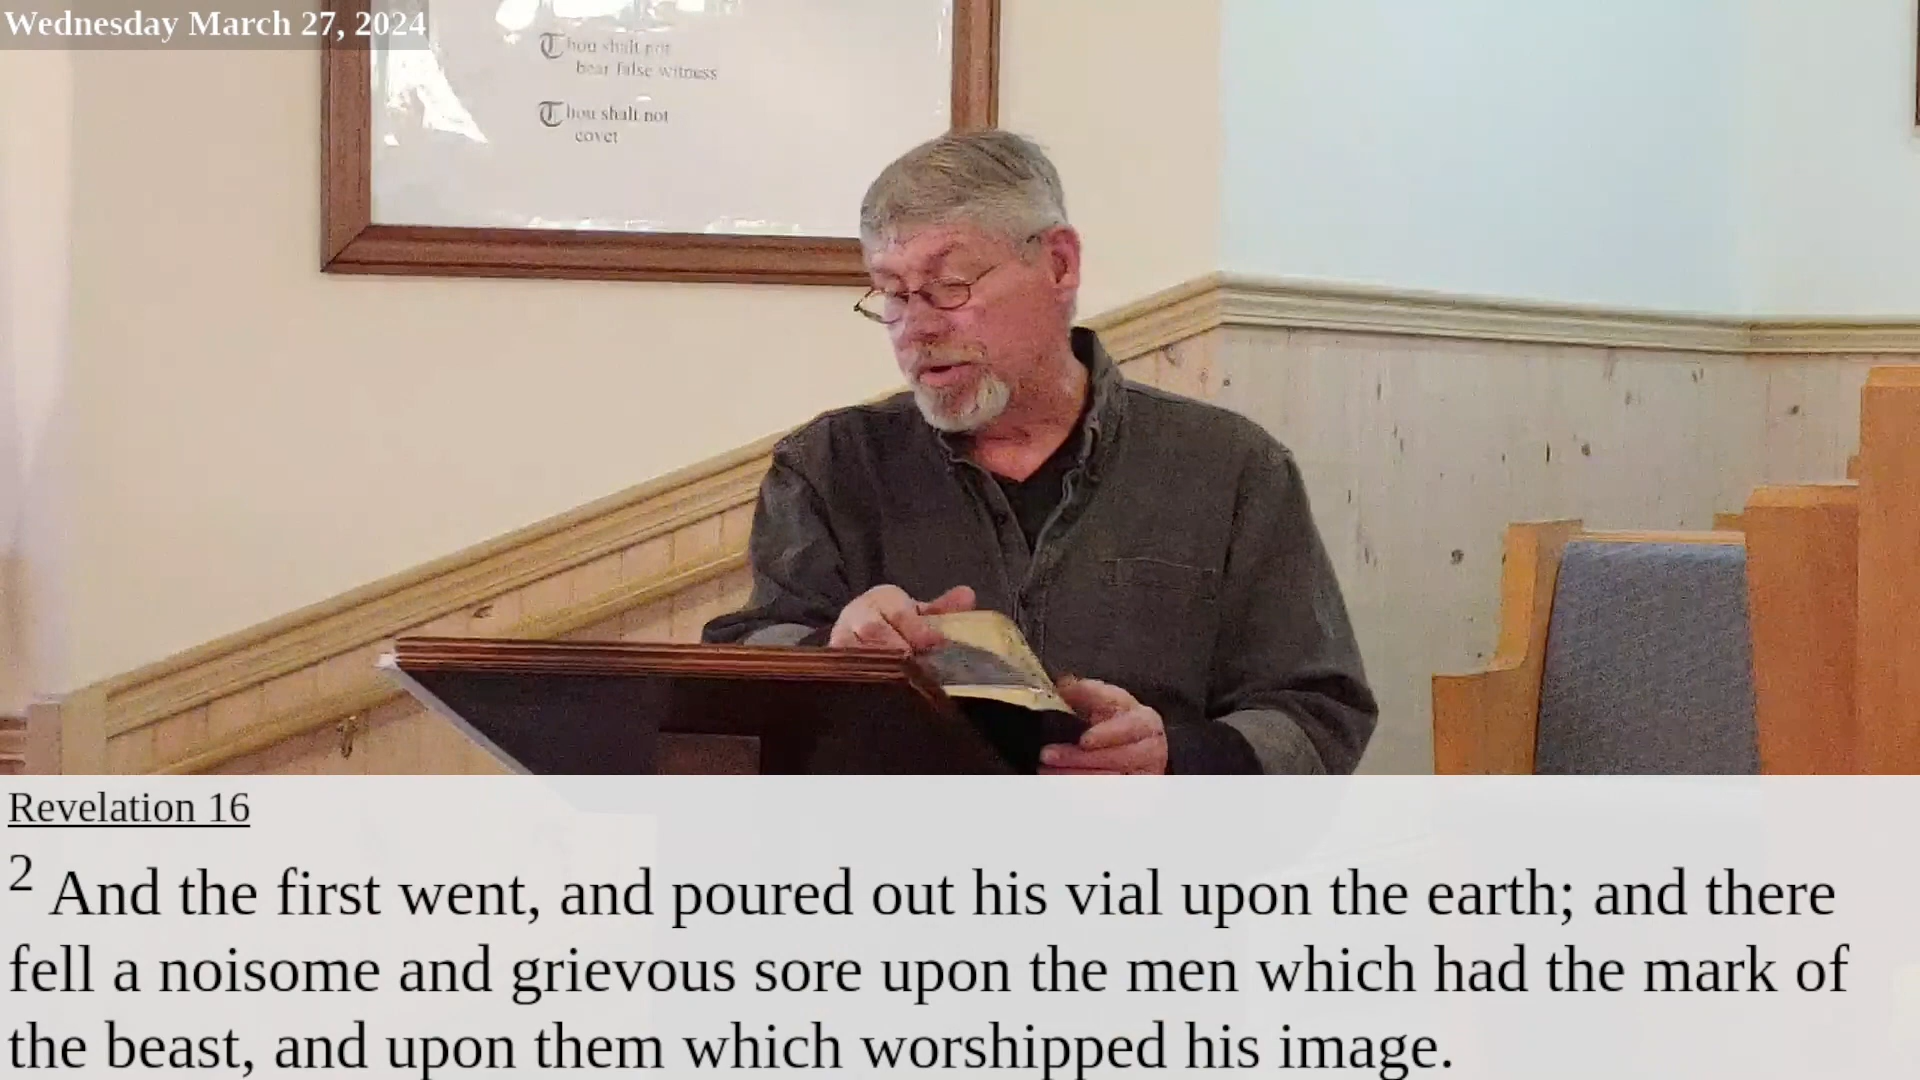 Wednesday March 27, 2024
Thou shalt not
bear false witness
Thou shalt not
covet
Revelation 16
2 And the first went, and poured out his vial upon the earth; and there
fell a noisome and grievous sore upon the men which had the mark of
the beast, and upon them which worshipped his image.